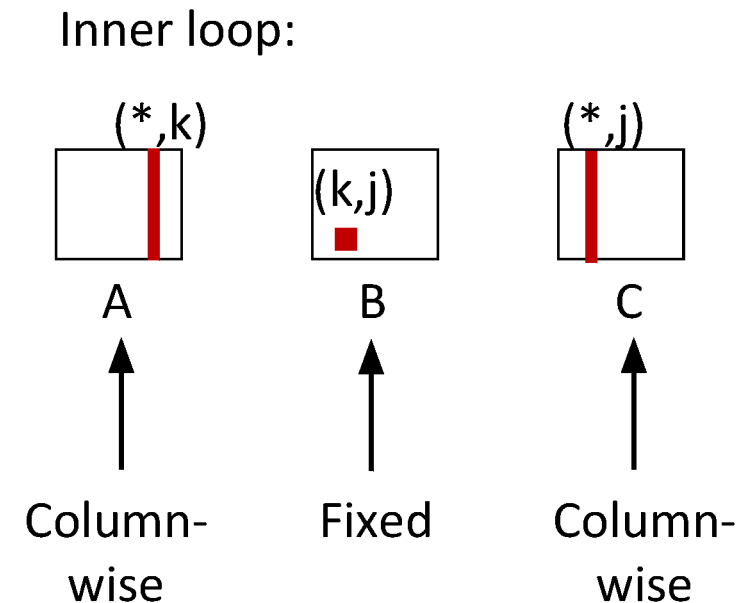 Inner loop:
(*,k)
(k,j)
(*,j)
A
B
C
Column-
wise
Fixed
Column-
wise